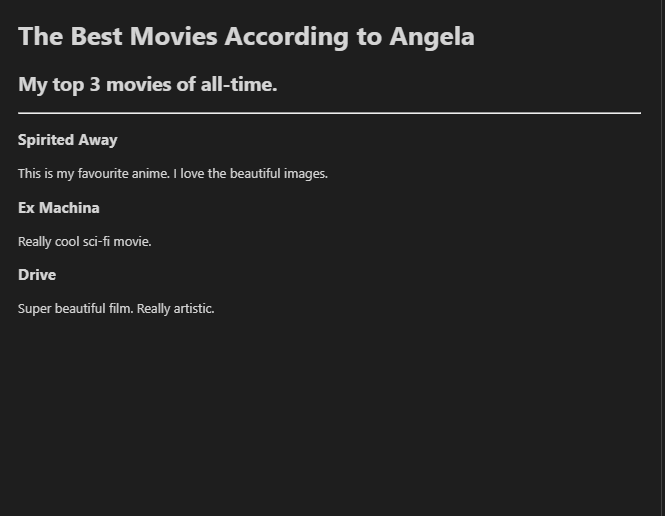 The Best Movies According to Angela
My top 3 movies of all-time.
Spirited Away
This is my favourite anime. I love the beautiful images.
Ex Machina
Really cool sci-fi movie.
Drive
Super beautiful film. Really artistic.